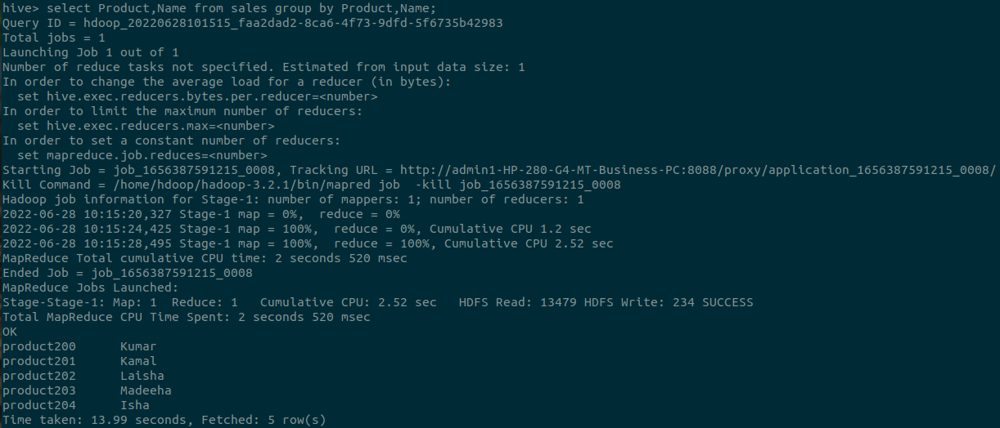 hive> select Product,Name from sales group by Product,Name;
Query ID = hdoop_20220628101515_faa2dad2-8ca6-4f73-9dfd-5f6735b42983
Total jobs = 1
Launching Job 1 out of 1
Number of reduce tasks not specified. Estimated from input data size: 1
In order to change the average load for a reducer (in bytes):
  set hive.exec.reducers.bytes.per.reducer=<number>
In order to limit the maximum number of reducers:
  set hive.exec.reducers.max=<number>
In order to set a constant number of reducers:
  set mapreduce.job.reduces=<number>
Starting Job = job_1656387591215_0008, Tracking URL = http://admin1-HP-280-G4-MT-Business-PC:8088/proxy/application_1656387591215_0008/
Kill Command = /home/hdoop/hadoop-3.2.1/bin/mapred job  -kill job_1656387591215_0008
Hadoop job information for Stage-1: number of mappers: 1; number of reducers: 1
2022-06-28 10:15:20,327 Stage-1 map = 0%,  reduce = 0%
2022-06-28 10:15:24,425 Stage-1 map = 100%,  reduce = 0%, Cumulative CPU 1.2 sec
2022-06-28 10:15:28,495 Stage-1 map = 100%,  reduce = 100%, Cumulative CPU 2.52 sec
MapReduce Total cumulative CPU time: 2 seconds 520 msec
Ended Job = job_1656387591215_0008
MapReduce Jobs Launched:
Stage-Stage-1: Map: 1  Reduce: 1   Cumulative CPU: 2.52 sec   HDFS Read: 13479 HDFS Write: 234 SUCCESS
Total MapReduce CPU Time Spent: 2 seconds 520 msec
OK
product200      Kumar
product201      Kamal
product202      Laisha
product203      Madeeha
product204      Isha
Time taken: 13.99 seconds, Fetched: 5 row(s)